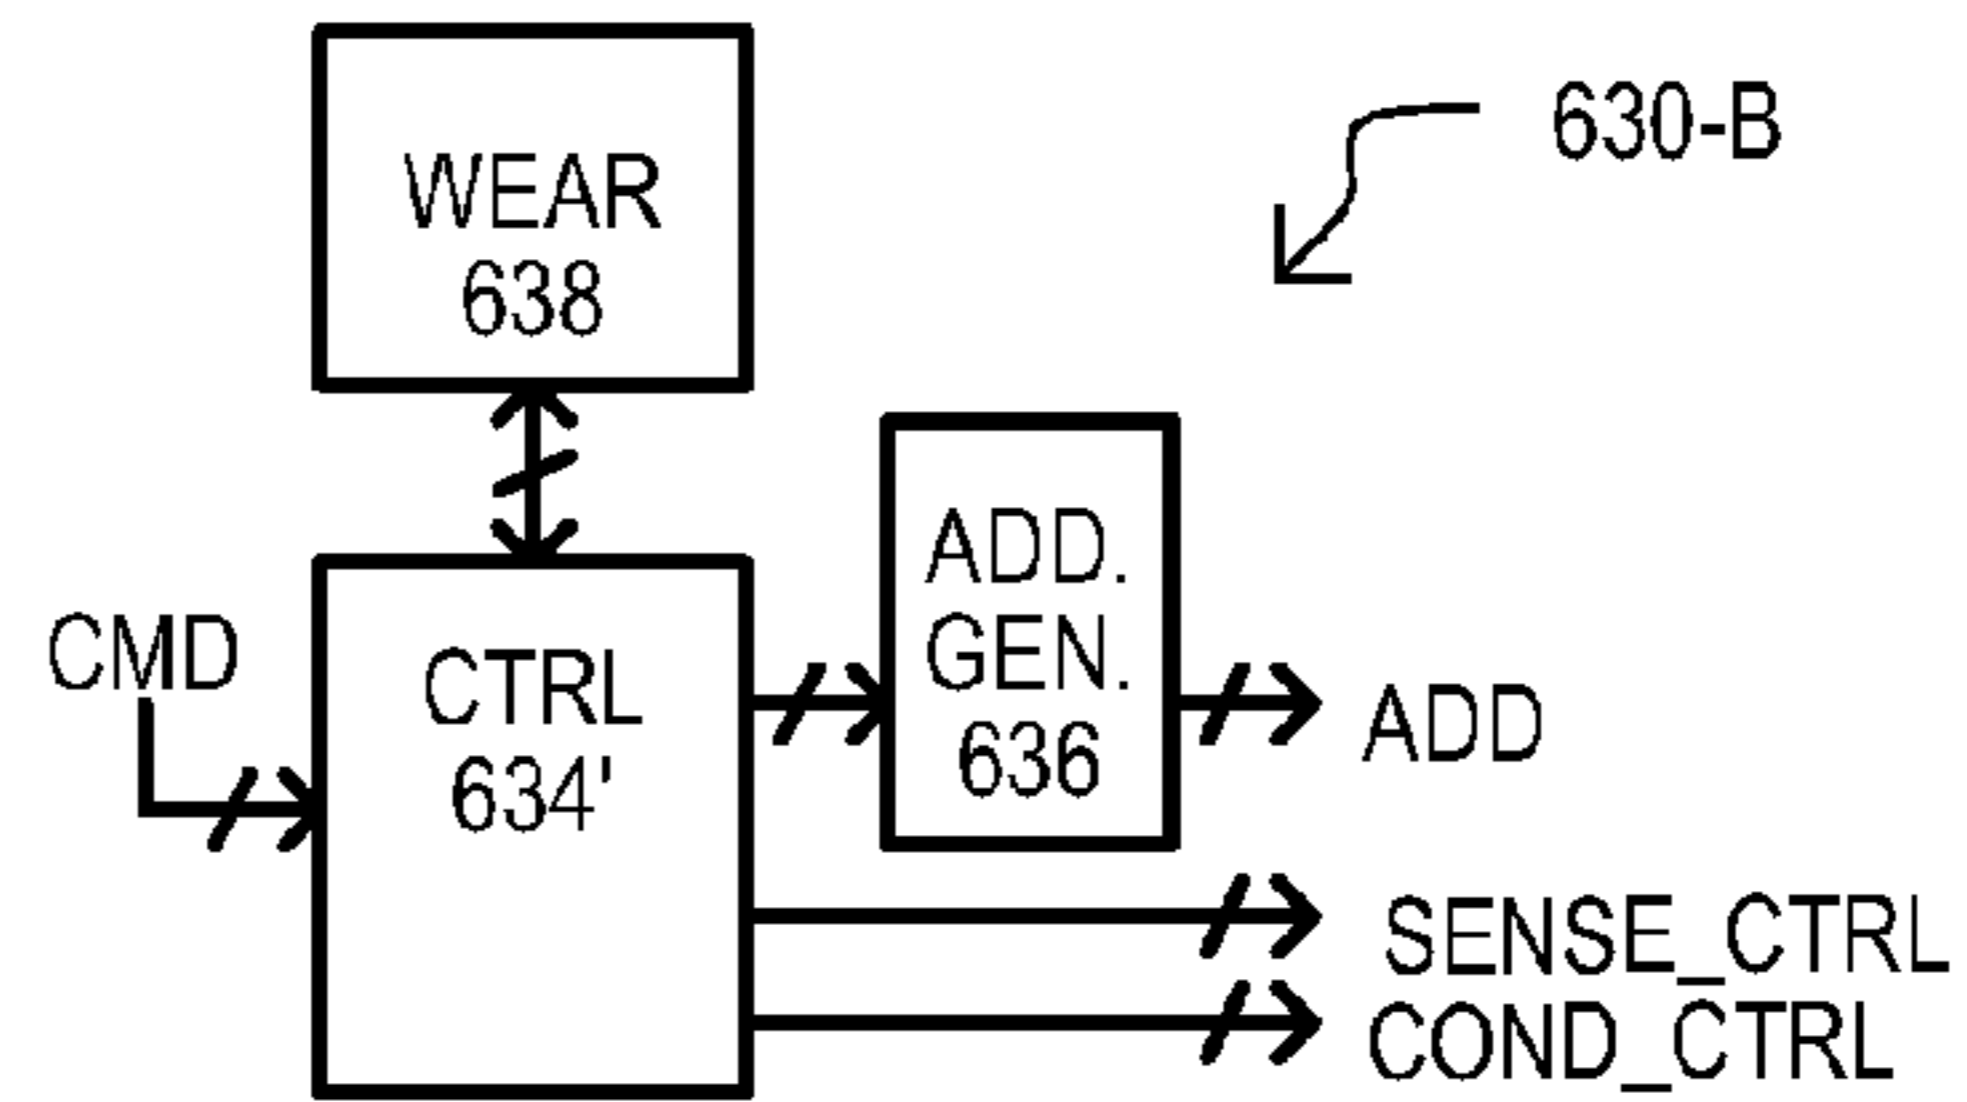 630-B
WEAR
638
CMD
CTRL
634'
ADD.
GEN.
636
ADD
SENSE_CTRL
COND_CTRL